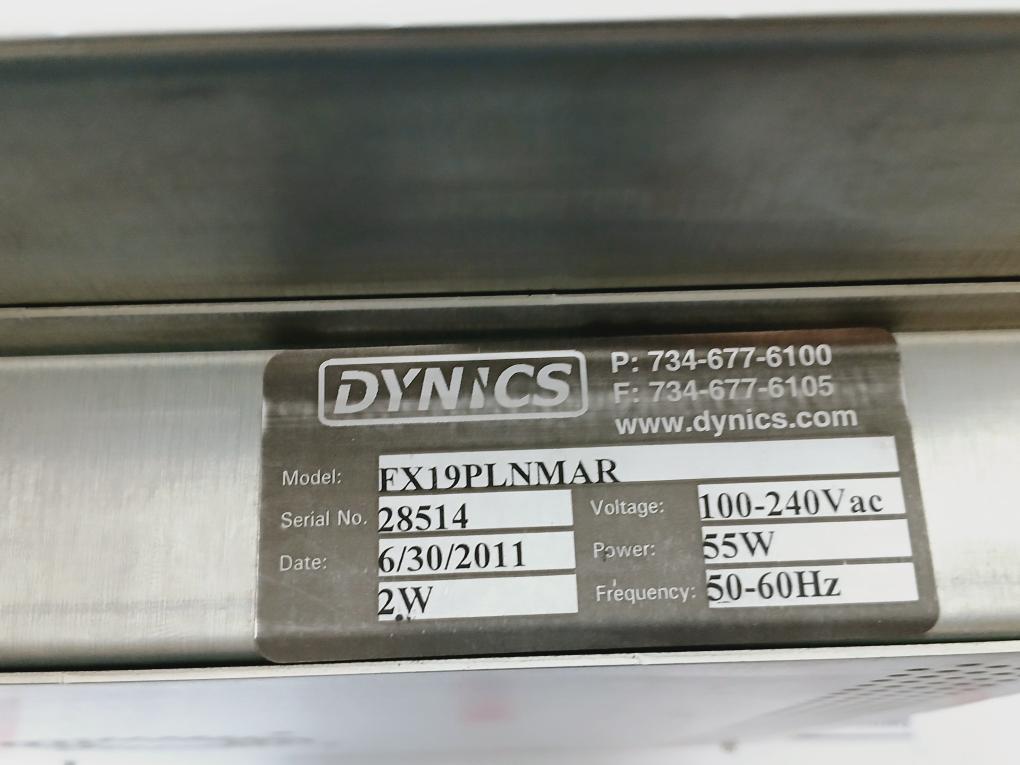 DYNICS
P: 734-677-6100
F: 734-677-6105
www.dynics.com
Model: FX19PLNMAR
Serial No. 28514
Voltage: 100-240Vac
Date: 6/30/2011
Power: 55W
2W
Frequency: 50-60Hz